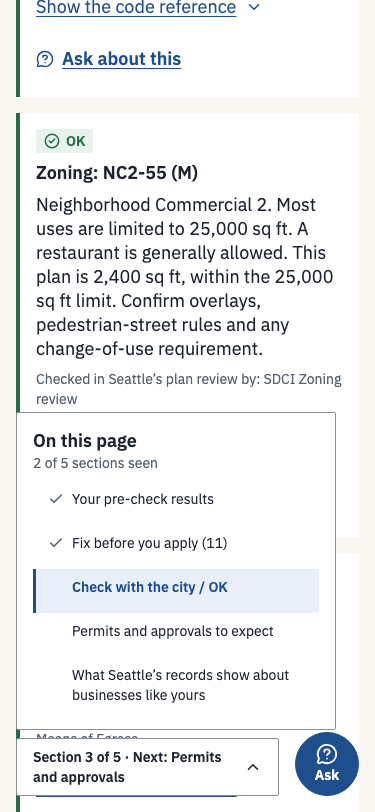 Show the code reference
Ask about this
OK
Zoning: NC2-55 (M)
Neighborhood Commercial 2. Most
uses are limited to 25,000 sq ft. A
restaurant is generally allowed. This
plan is 2,400 sq ft, within the 25,000
sq ft limit. Confirm overlays,
pedestrian-street rules and any
change-of-use requirement.
Checked in Seattle’s plan review by: SDCI Zoning
review
On this page
2 of 5 sections seen
Your pre-check results
Fix before you apply (11)
Check with the city / OK
Permits and approvals to expect
What Seattle’s records show about
businesses like yours
Means of Egress
Section 3 of 5 · Next: Permits
and approvals
Ask